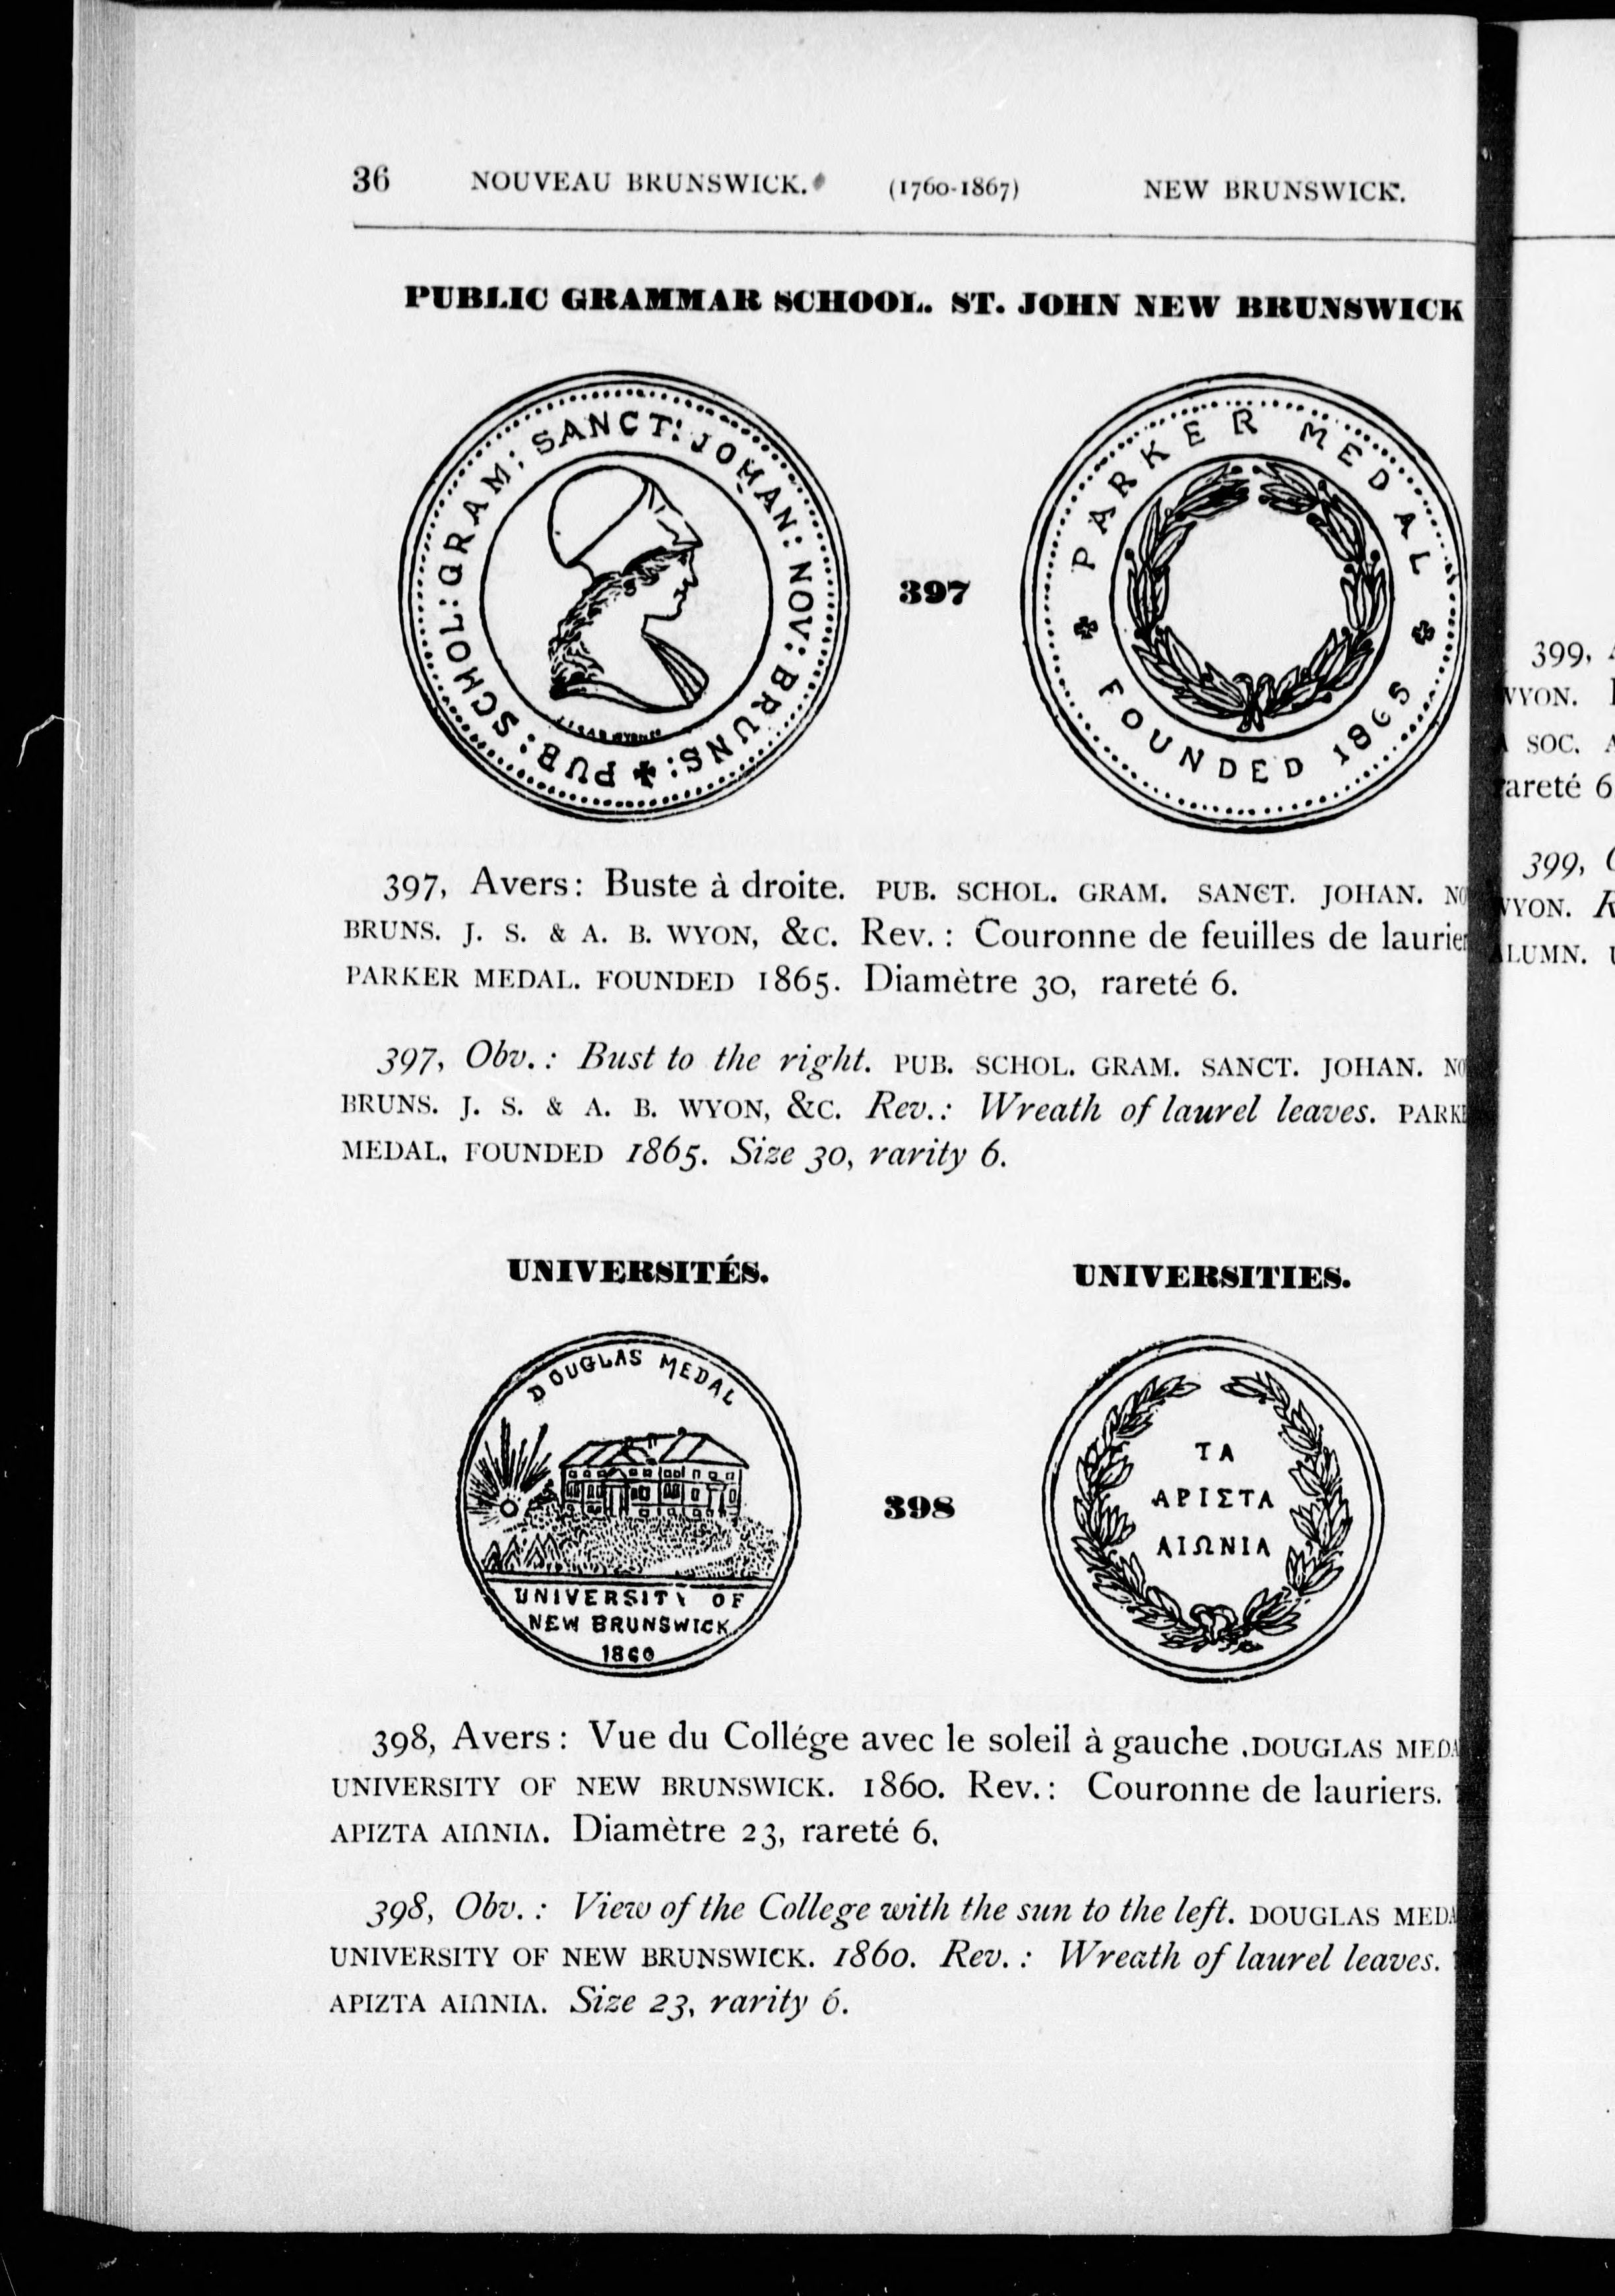 36 NOUVEAU BRUNSWICK. (1760-1867) NEW BRUNSWICK.
PUBLIC GRAMMAR SCHOOL. ST. JOHN NEW BRUNSWICK
PUB: SCHOL: GRAM: SANCT: JOHAN: NOV: BRUNS:
397
PARKER MEDAL
FOUNDED 1865
397, Avers: Buste à droite. PUB. SCHOL. GRAM. SANCT. JOHAN. NO
BRUNS. J. S. & A. B. WYON, &C. Rev. : Couronne de feuilles de laurier
PARKER MEDAL. FOUNDED 1865. Diamètre 30, rareté 6.
397, Obv. : Bust to the right. PUB. SCHOL. GRAM. SANCT. JOHAN. NO
BRUNS. J. S. & A. B. WYON, &C. Rev.: Wreath of laurel leaves. PARKE
MEDAL, FOUNDED 1865. Size 30, rarity 6.
UNIVERSITÉS. UNIVERSITIES.
DOUGLAS MEDAL
UNIVERSITY OF
NEW BRUNSWICK
1860
398
ΤΑ
ΑΡΙΣΤΑ
ΑΙΩΝΙΑ
398, Avers : Vue du Collége avec le soleil à gauche .DOUGLAS MEDA
UNIVERSITY OF NEW BRUNSWICK. 1860. Rev. : Couronne de lauriers.
APIZTA ΑΙΩΝΙΑ. Diamètre 23, rareté 6.
398, Obv. : View of the College with the sun to the left. DOUGLAS MEDA
UNIVERSITY OF NEW BRUNSWICK. 1860. Rev. : Wreath of laurel leaves.
APIZTA ΑΙΩΝΙΑ. Size 23, rarity 6.
399,
WYON.
SOC.
rareté 6
399,
WYON.
ALUMN.